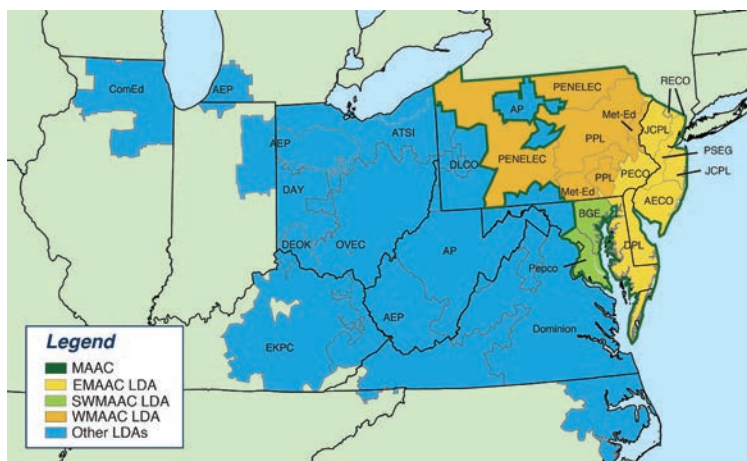 ComEd
AEP
AEP
ATSI
DAY
DEOK
OVEC
DLCO
PENELEC
AP
PENELEC
Met-Ed
PPL
PPL
Met-Ed
RECO
JCPL
PSEG
JCPL
PECO
AECO
BGE
DPL
Pepco
AP
AEP
Dominion
EKPC
Legend
MAAC
EMAAC LDA
SWMAAC LDA
WMAAC LDA
Other LDAs